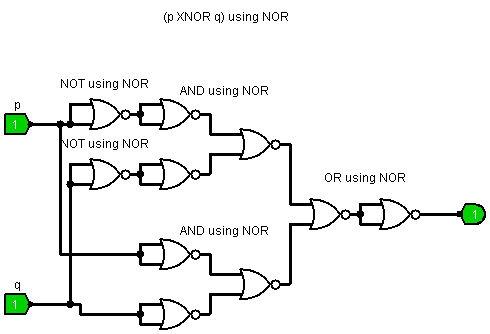 (p XNOR q) using NOR
NOT using NOR
AND using NOR
p
1
NOT using NOR
OR using NOR
1
AND using NOR
q
1